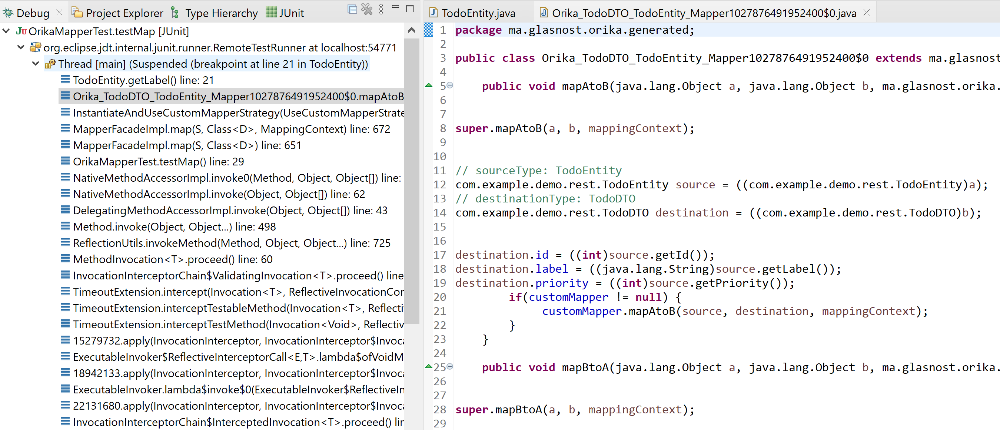 Debug
Project Explorer
Type Hierarchy
JUnit
OrikaMapperTest.testMap [JUnit]
org.eclipse.jdt.internal.junit.runner.RemoteTestRunner at localhost:54771
Thread [main] (Suspended (breakpoint at line 21 in TodoEntity))
TodoEntity.getLabel() line: 21
Orika_TodoDTO_TodoEntity_Mapper1027876491952400$0.mapAtoB
InstantiateAndUseCustomMapperStrategy(UseCustomMapperStrate
MapperFacadeImpl.map(S, Class<D>, MappingContext) line: 672
MapperFacadeImpl.map(S, Class<D>) line: 651
OrikaMapperTest.testMap() line: 29
NativeMethodAccessorImpl.invoke0(Method, Object, Object[]) line:
NativeMethodAccessorImpl.invoke(Object, Object[]) line: 62
DelegatingMethodAccessorImpl.invoke(Object, Object[]) line: 43
Method.invoke(Object, Object...) line: 498
ReflectionUtils.invokeMethod(Method, Object, Object...) line: 725
MethodInvocation<T>.proceed() line: 60
InvocationInterceptorChain$ValidatingInvocation<T>.proceed() line
TimeoutExtension.intercept(Invocation<T>, ReflectiveInvocationCor
TimeoutExtension.interceptTestableMethod(Invocation<T>, Reflecti
TimeoutExtension.interceptTestMethod(Invocation<Void>, Reflective
15279732.apply(InvocationInterceptor, InvocationInterceptor$Invoca
ExecutableInvoker$ReflectiveInterceptorCall<E,T>.lambda$ofVoidM
18942133.apply(InvocationInterceptor, InvocationInterceptor$Invoca
ExecutableInvoker.lambda$invoke$0(ExecutableInvoker$ReflectiveIn
22131680.apply(InvocationInterceptor, InvocationInterceptor$Invoca
InvocationInterceptorChain$InterceptedInvocation<T>.proceed() lin
TodoEntity.java
Orika_TodoDTO_TodoEntity_Mapper1027876491952400$0.java
1 package ma.glasnost.orika.generated;
2
3 public class Orika_TodoDTO_TodoEntity_Mapper1027876491952400$0 extends ma.glasnost
4
5 public void mapAtoB(java.lang.Object a, java.lang.Object b, ma.glasnost.orika.
6
7
8 super.mapAtoB(a, b, mappingContext);
9
10
11 // sourceType: TodoEntity
12 com.example.demo.rest.TodoEntity source = ((com.example.demo.rest.TodoEntity)a);
13 // destinationType: TodoDTO
14 com.example.demo.rest.TodoDTO destination = ((com.example.demo.rest.TodoDTO)b);
15
16
17 destination.id = ((int)source.getId());
18 destination.label = ((java.lang.String)source.getLabel());
19 destination.priority = ((int)source.getPriority());
20 if(customMapper != null) {
21 customMapper.mapAtoB(source, destination, mappingContext);
22 }
23 }
24
25 public void mapBtoA(java.lang.Object a, java.lang.Object b, ma.glasnost.orika.
26
27
28 super.mapBtoA(a, b, mappingContext);
29